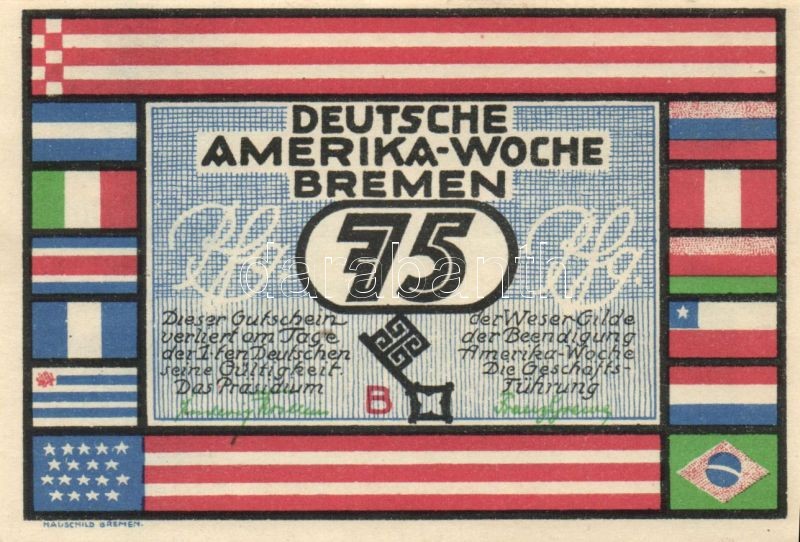 DEUTSCHE
AMERIKA-WOCHE
BREMEN
Pfg. 75 Pfg.
darabanth
Dieser Gutschein der Weser Gilde
verliert am Tage der Beendigung
der I. ten Deutschen Amerika-Woche
seine Gültigkeit. Die Geschäfts-
Das Präsidium Führung
B
HAUSCHILD BREMEN.